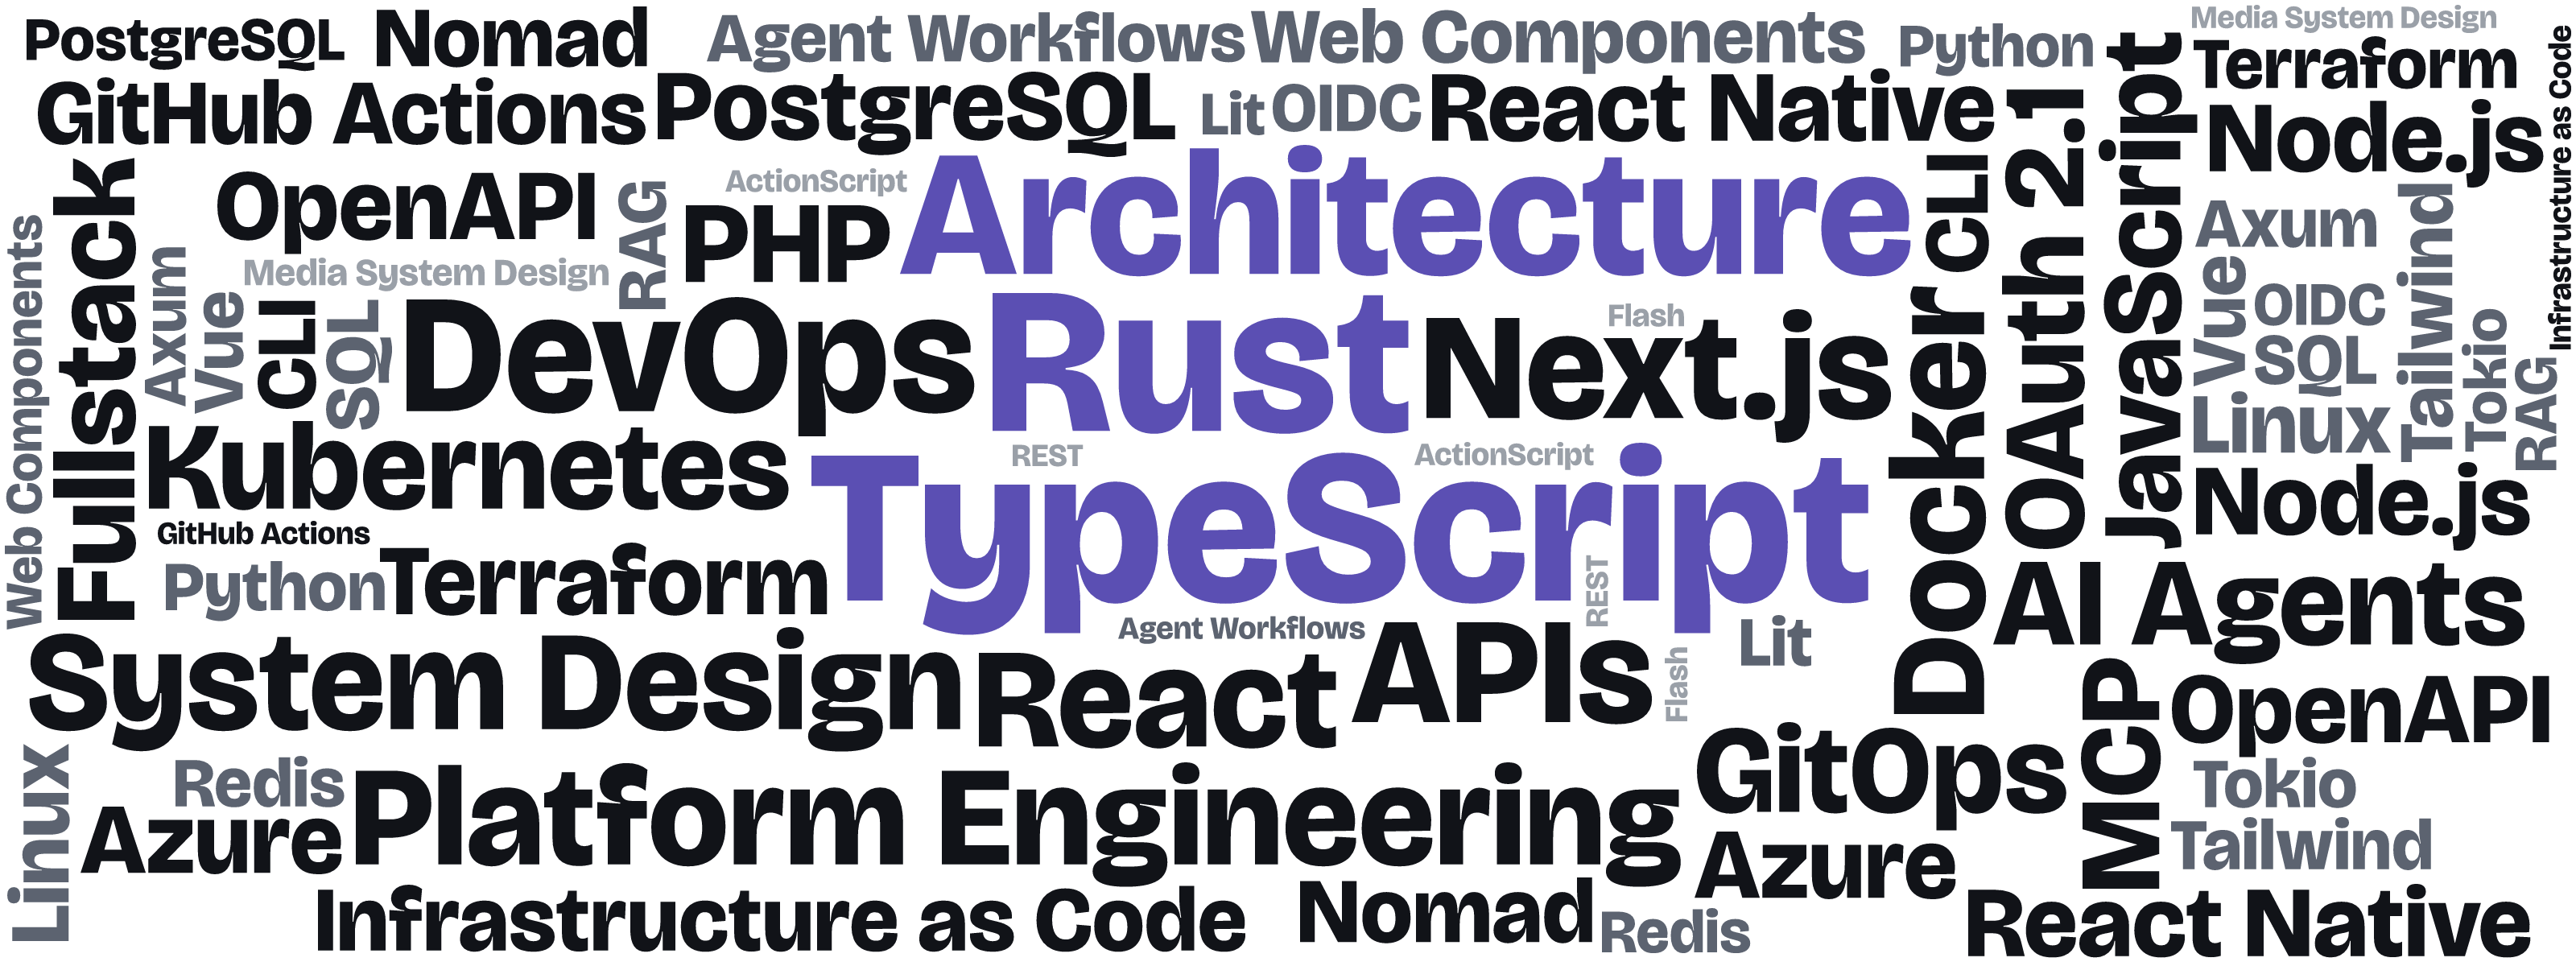 PostgreSQL
Nomad
Agent Workflows
Web Components
Python
Media System Design
Terraform
Infrastructure as Code
GitHub Actions
PostgreSQL
Lit
OIDC
React Native
OAuth 2.1
JavaScript
Node.js
Fullstack
OpenAPI
RAG
ActionScript
PHP
Architecture
CLI
Axum
Tailwind
Web Components
Axum
Vue
Media System Design
CLI
SQL
DevOps
Rust
Flash
Next.js
Docker
Vue
OIDC
SQL
Tokio
RAG
Linux
Kubernetes
REST
ActionScript
TypeScript
Node.js
GitHub Actions
Python
Terraform
REST
AI Agents
Agent Workflows
Lit
System Design
React
APIs
Flash
MCP
OpenAPI
Linux
Redis
Azure
Platform Engineering
GitOps
Tokio
Azure
Tailwind
Infrastructure as Code
Nomad
Redis
React Native